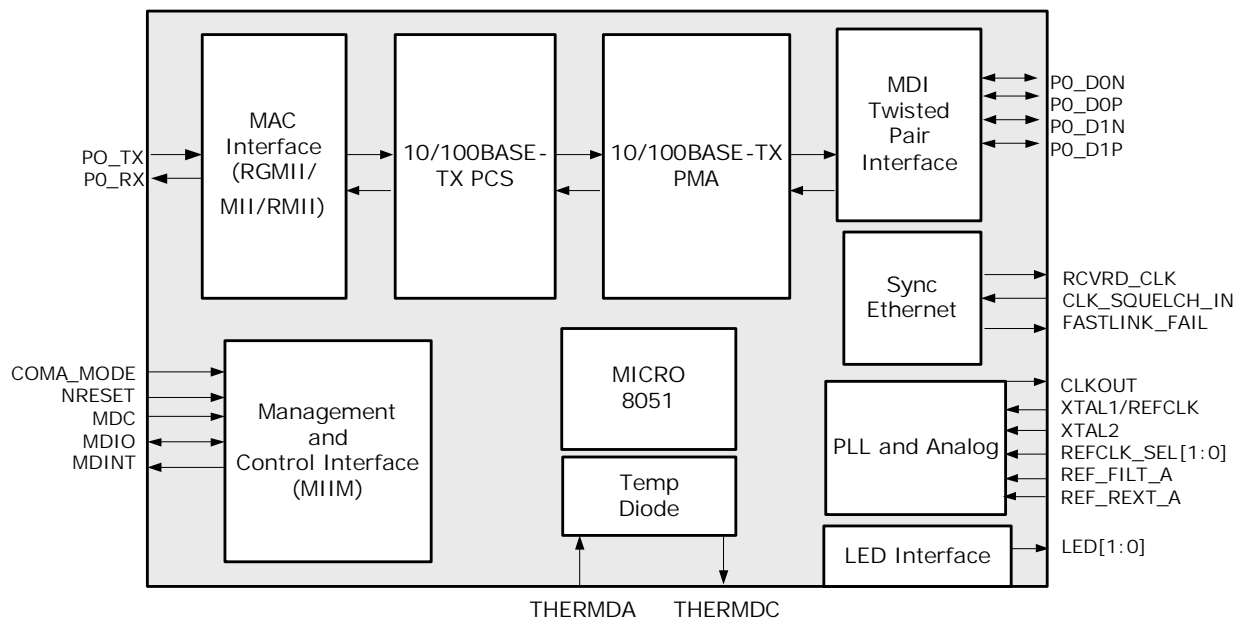 MAC
Interface
(RGMII/
MII/RMII)
10/100BASE-
TX PCS
10/100BASE-TX
PMA
MDI
Twisted
Pair
Interface
PO_TX
P0_RX
P0_D0N
P0_D0P
P0_D1N
P0_D1P
Sync
Ethernet
RCVRD_CLK
CLK_SQUELCH_IN
FASTLINK_FAIL
COMA_MODE
NRESET
MDC
MDIO
MDINT
Management
and
Control Interface
(MIIM)
MICRO
8051
Temp
Diode
PLL and Analog
CLKOUT
XTAL1/REFCLK
XTAL2
REFCLK_SEL[1:0]
REF_FILT_A
REF_REXT_A
LED Interface
LED[1:0]
THERMDA
THERMDC